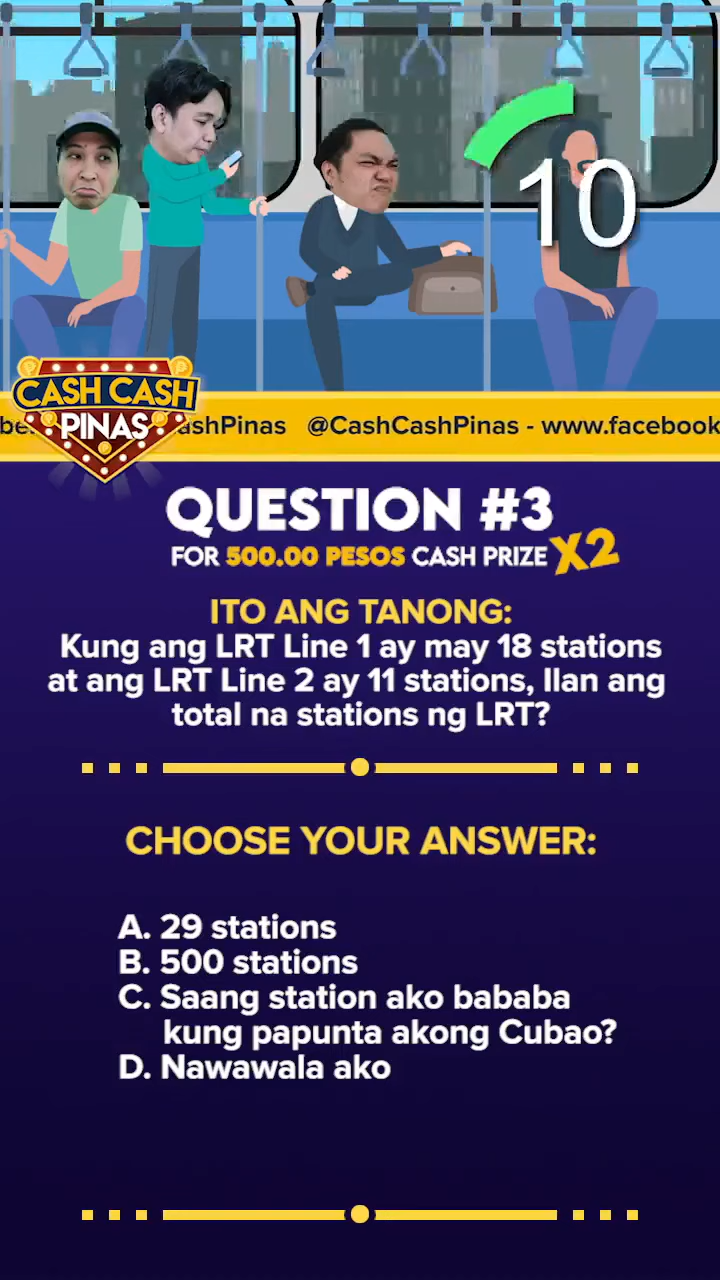 10
CASH CASH
PINAS
be
ashPinas @CashCashPinas - www.facebook
QUESTION #3
FOR 500.00 PESOS CASH PRIZE X2
ITO ANG TANONG:
Kung ang LRT Line 1 ay may 18 stations
at ang LRT Line 2 ay 11 stations, Ilan ang
total na stations ng LRT?
CHOOSE YOUR ANSWER:
A. 29 stations
B. 500 stations
C. Saang station ako bababa
kung papunta akong Cubao?
D. Nawawala ako